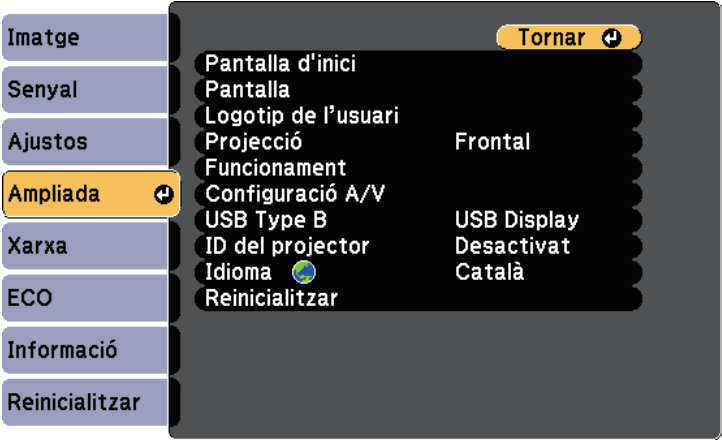 Imatge
Senyal
Ajustos
Ampliada
Xarxa
ECO
Informació
Reinicialitzar
Tornar
Pantalla d'inici
Pantalla
Logotip de l’usuari
Projecció Frontal
Funcionament
Configuració A/V
USB Type B USB Display
ID del projector Desactivat
Idioma Català
Reinicialitzar